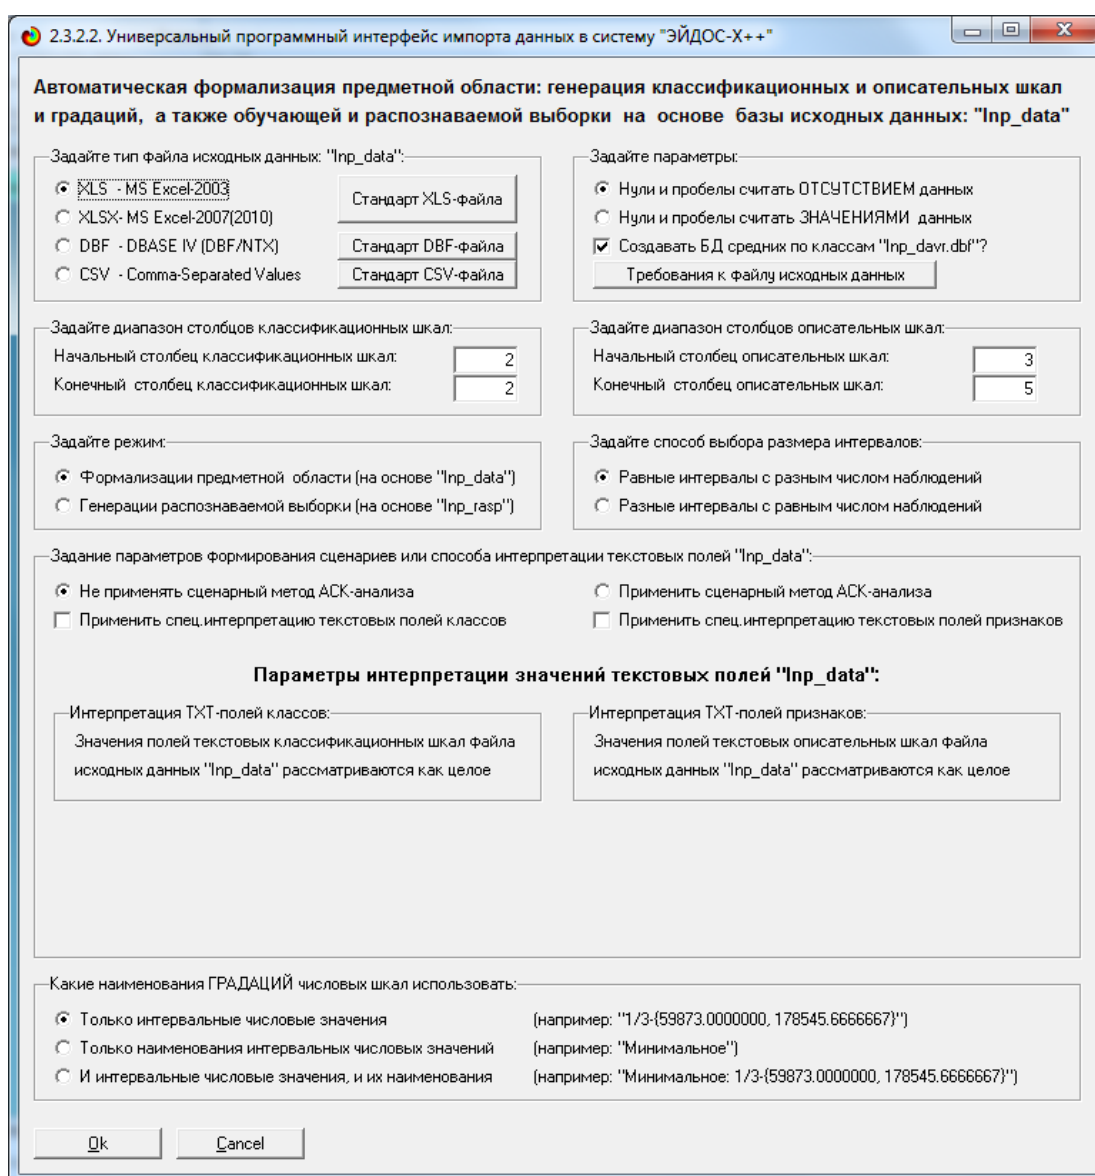 2.3.2.2. Универсальный программный интерфейс импорта данных в систему "ЭЙДОС-X++"
Автоматическая формализация предметной области: генерация классификационных и описательных шкал
и градаций, а также обучающей и распознаваемой выборки на основе базы исходных данных: "Inp_data"
Задайте тип файла исходных данных: "Inp_data":
XLS - MS Excel-2003
XLSX- MS Excel-2007(2010)
DBF - DBASE IV (DBF/NTX)
CSV - Comma-Separated Values
Стандарт XLS-файла
Стандарт DBF-файла
Стандарт CSV-файла
Задайте параметры:
Нули и пробелы считать ОТСУТСТВИЕМ данных
Нули и пробелы считать ЗНАЧЕНИЯМИ данных
Создавать БД средних по классам "Inp_davr.dbf"?
Требования к файлу исходных данных
Задайте диапазон столбцов классификационных шкал:
Начальный столбец классификационных шкал: 2
Конечный столбец классификационных шкал: 2
Задайте диапазон столбцов описательных шкал:
Начальный столбец описательных шкал: 3
Конечный столбец описательных шкал: 5
Задайте режим:
Формализации предметной области (на основе "Inp_data")
Генерации распознаваемой выборки (на основе "Inp_rasp")
Задайте способ выбора размера интервалов:
Равные интервалы с разным числом наблюдений
Разные интервалы с равным числом наблюдений
Задание параметров формирования сценариев или способа интерпретации текстовых полей "Inp_data":
Не применять сценарный метод АСК-анализа
Применить сценарный метод АСК-анализа
Применить спец.интерпретацию текстовых полей классов
Применить спец.интерпретацию текстовых полей признаков
Параметры интерпретации значений текстовых полей "Inp_data":
Интерпретация TXT-полей классов:
Значения полей текстовых классификационных шкал файла
исходных данных "Inp_data" рассматриваются как целое
Интерпретация TXT-полей признаков:
Значения полей текстовых описательных шкал файла
исходных данных "Inp_data" рассматриваются как целое
Какие наименования ГРАДАЦИЙ числовых шкал использовать:
Только интервальные числовые значения (например: "1/3-{59873.0000000, 178545.6666667}")
Только наименования интервальных числовых значений (например: "Минимальное")
И интервальные числовые значения, и их наименования (например: "Минимальное: 1/3-{59873.0000000, 178545.6666667}")
Ok
Cancel